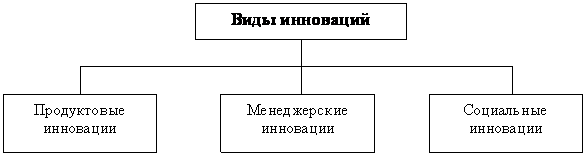 Виды инноваций
Продуктовые
инновации
Менеджерские
инновации
Социальные
инновации